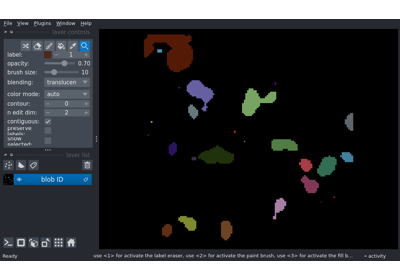 File View Plugins Window Help
layer controls
label: 1
opacity: 0.70
brush size: 10
blending: translucen
color mode: auto
contour: 0
n edit dim: 2
contiguous:
preserve labels:
show selected:
layer list
blob ID
Ready use <1> for activate the label eraser, use <2> for activate the paint brush, use <3> for activate the fill b... activity